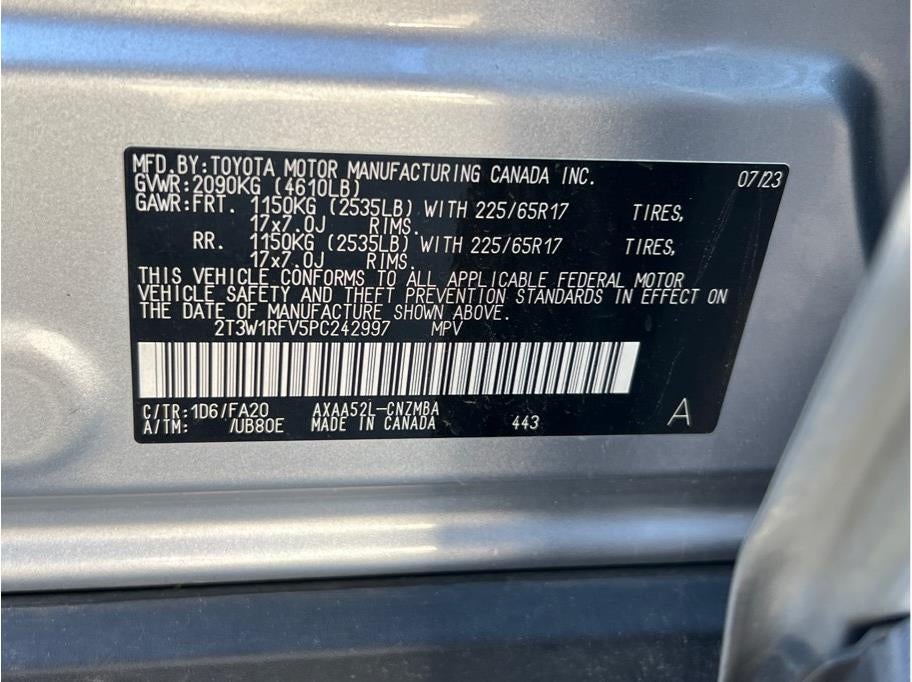 MFD.BY:TOYOTA MOTOR MANUFACTURING CANADA INC. 07/23
GVWR:2090KG (4610LB)
GAWR:FRT. 1150KG (2535LB) WITH 225/65R17 TIRES,
17x7.0J RIMS.
RR. 1150KG (2535LB) WITH 225/65R17 TIRES,
17x7.0J RIMS.
THIS VEHICLE CONFORMS TO ALL APPLICABLE FEDERAL MOTOR
VEHICLE SAFETY AND THEFT PREVENTION STANDARDS IN EFFECT ON
THE DATE OF MANUFACTURE SHOWN ABOVE.
2T3W1RFV5PC242997 MPV
C/TR:1D6/FA20 AXAA52L-CNZMBA
A/TM: /UB80E MADE IN CANADA 443 A